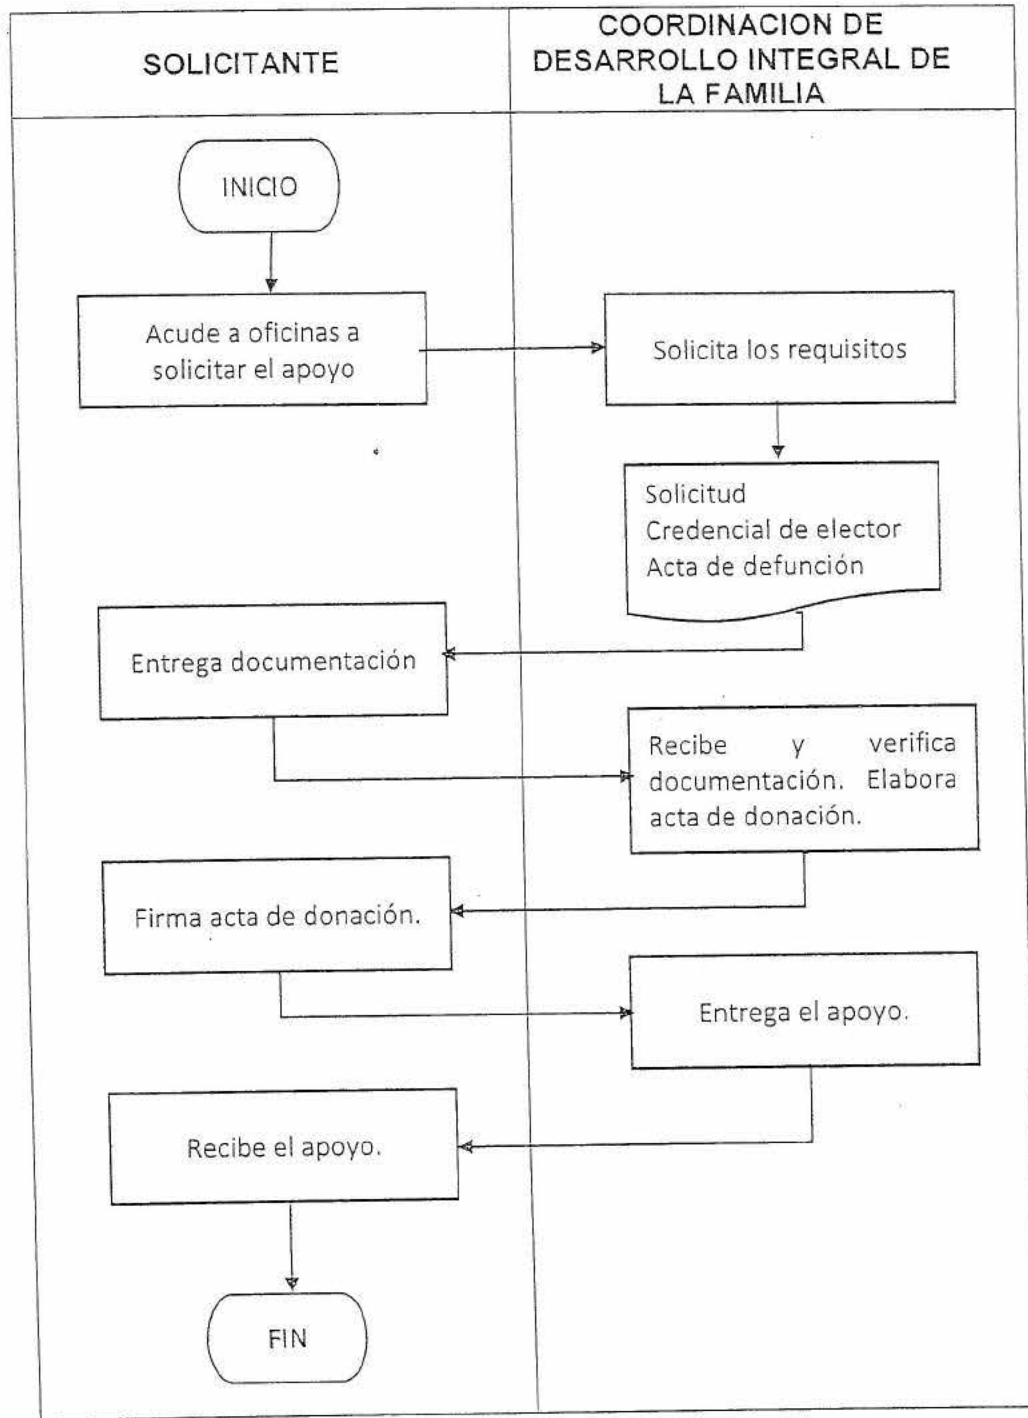 SOLICITANTE
COORDINACION DE
DESARROLLO INTEGRAL DE
LA FAMILIA
INICIO
Acude a oficinas a
solicitar el apoyo
Solicita los requisitos
Solicitud
Credencial de elector
Acta de defunción
Entrega documentación
Recibe y verifica
documentación. Elabora
acta de donación.
Firma acta de donación.
Entrega el apoyo.
Recibe el apoyo.
FIN